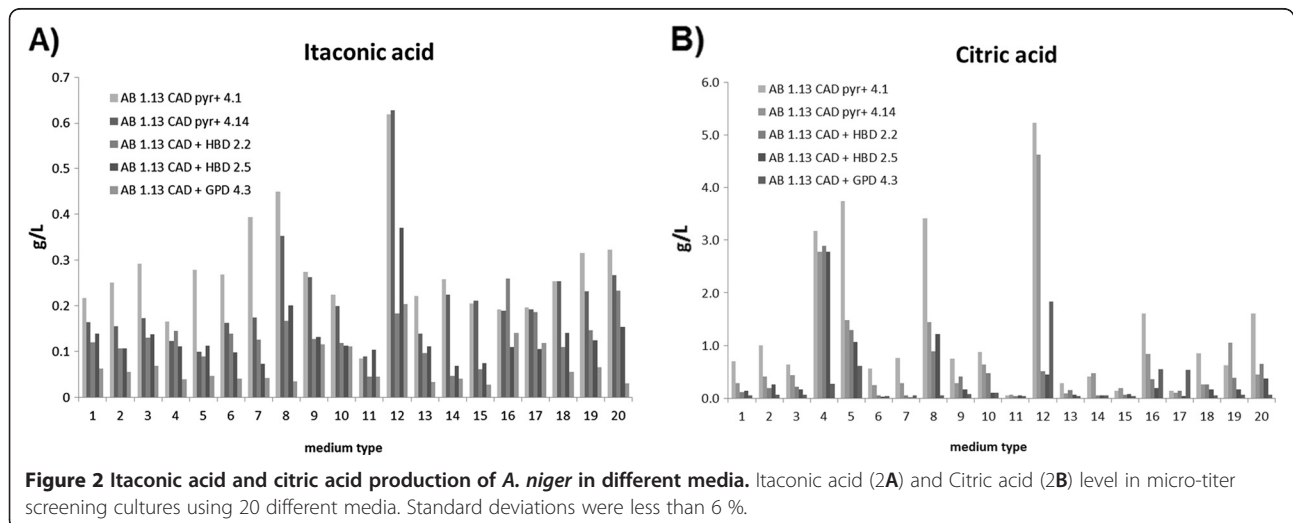 A)
Itaconic acid
0.7
0.6
0.5
0.4
0.3
0.2
0.1
0
g/L
AB 1.13 CAD pyr+ 4.1
AB 1.13 CAD pyr+ 4.14
AB 1.13 CAD + HBD 2.2
AB 1.13 CAD + HBD 2.5
AB 1.13 CAD + GPD 4.3
1 2 3 4 5 6 7 8 9 10 11 12 13 14 15 16 17 18 19 20
medium type
B)
Citric acid
6.0
5.0
4.0
3.0
2.0
1.0
0.0
g/L
AB 1.13 CAD pyr+ 4.1
AB 1.13 CAD pyr+ 4.14
AB 1.13 CAD + HBD 2.2
AB 1.13 CAD + HBD 2.5
AB 1.13 CAD + GPD 4.3
1 2 3 4 5 6 7 8 9 10 11 12 13 14 15 16 17 18 19 20
medium type
Figure 2 Itaconic acid and citric acid production of A. niger in different media. Itaconic acid (2A) and Citric acid (2B) level in micro-titer
screening cultures using 20 different media. Standard deviations were less than 6 %.